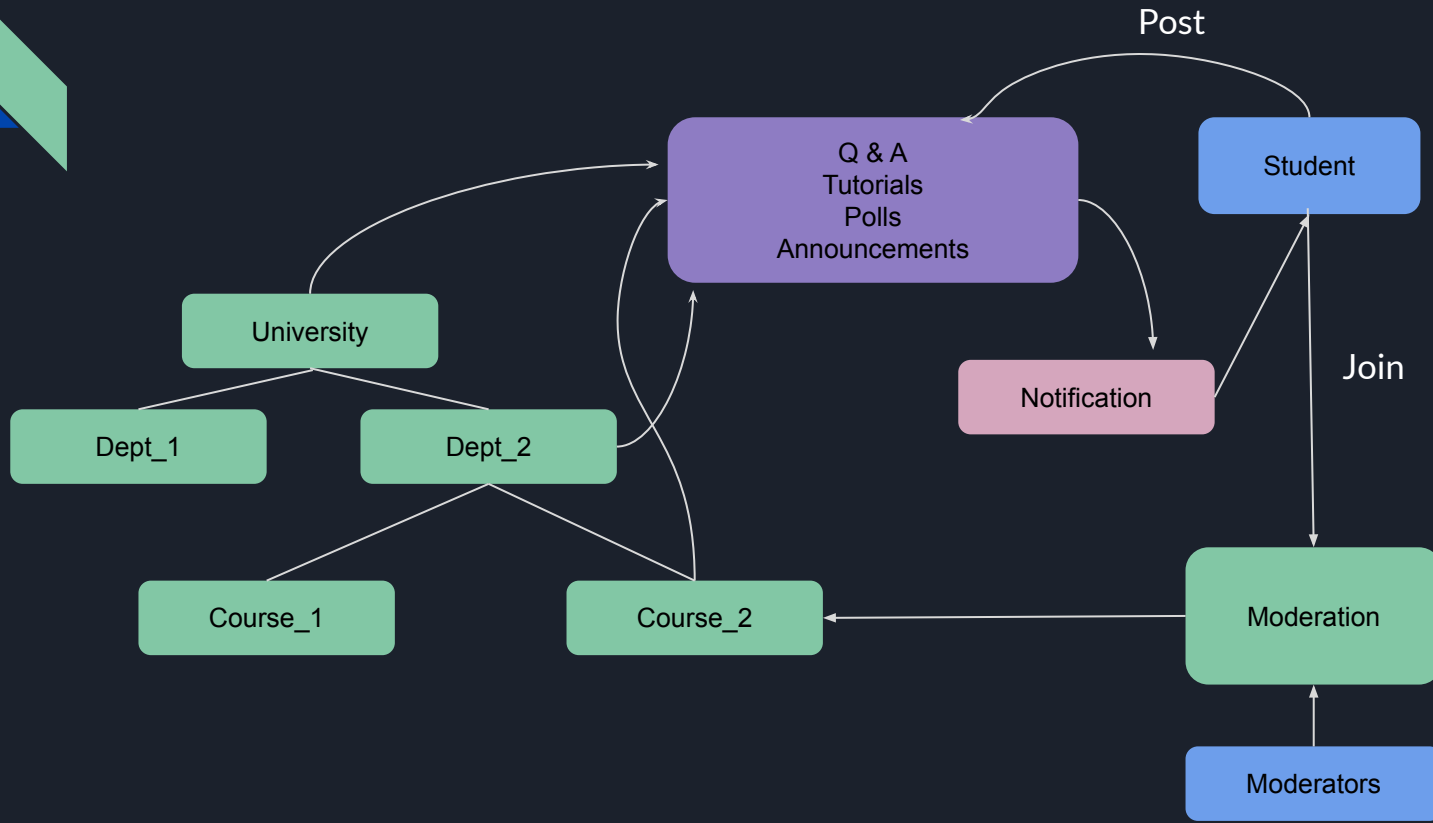 Post
Q & A
Tutorials
Polls
Announcements
Student
University
Join
Notification
Dept_1
Dept_2
Course_1
Course_2
Moderation
Moderators